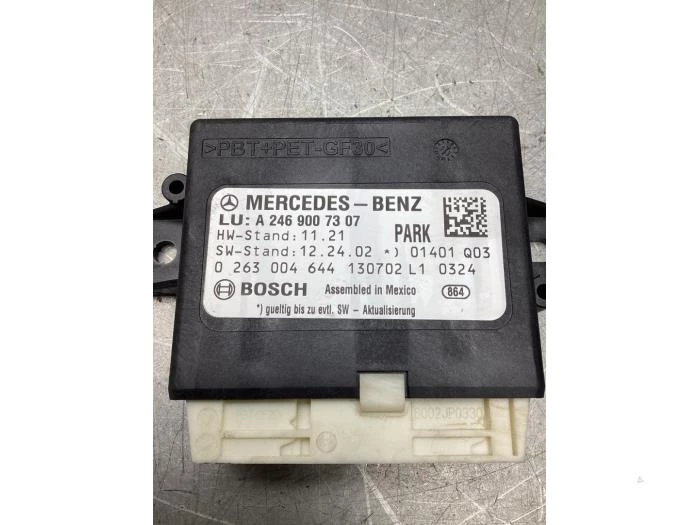 >PBT+PET-GF30<
MERCEDES-BENZ
LU: A 246 900 73 07
HW-Stand: 11.21 PARK
SW-Stand: 12.24.02 *) 01401 Q03
0 263 004 644 130702 L1 0324
BOSCH Assembled in Mexico 864
*) gueltig bis zu evtl. SW - Aktualisierung
6002JP0330